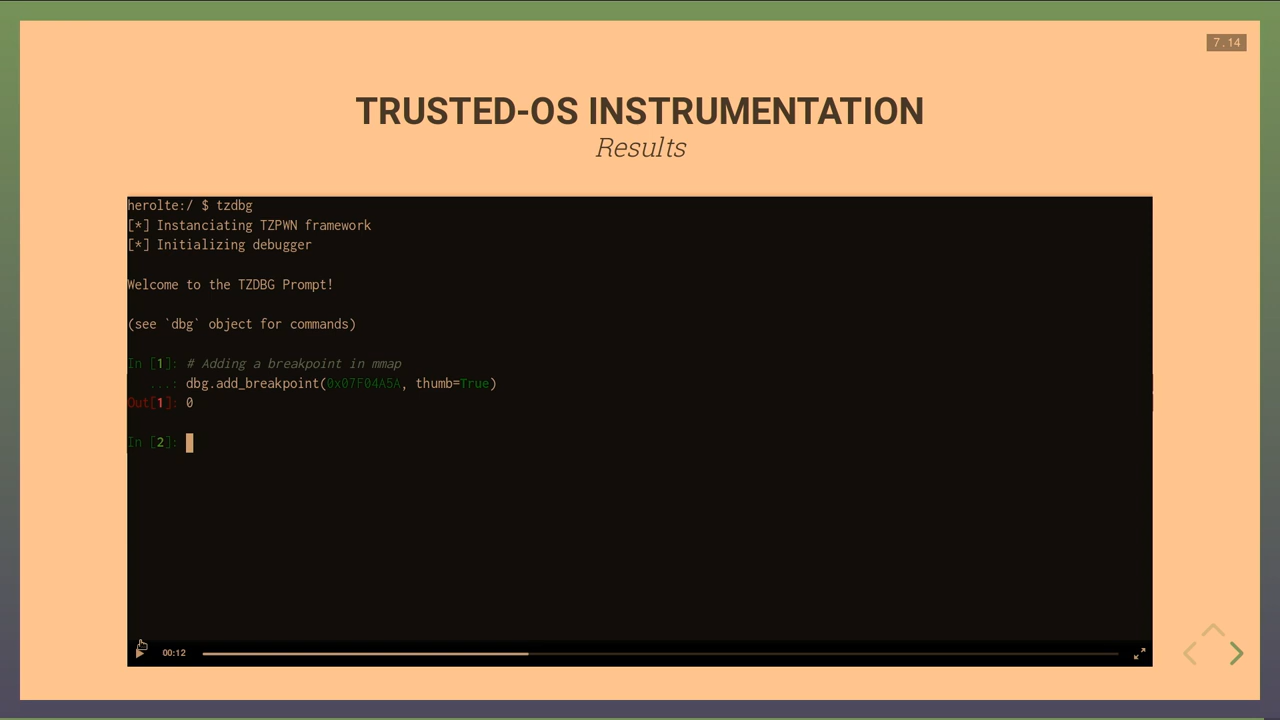 7.14
TRUSTED-OS INSTRUMENTATION
Results
herolte:/ $ tzdbg
[*] Instanciating TZPWN framework
[*] Initializing debugger
Welcome to the TZDBG Prompt!
(see `dbg` object for commands)
In [1]: # Adding a breakpoint in mmap
...: dbg.add_breakpoint(0x07F04A5A, thumb=True)
Out[1]: 0
In [2]:
00:12